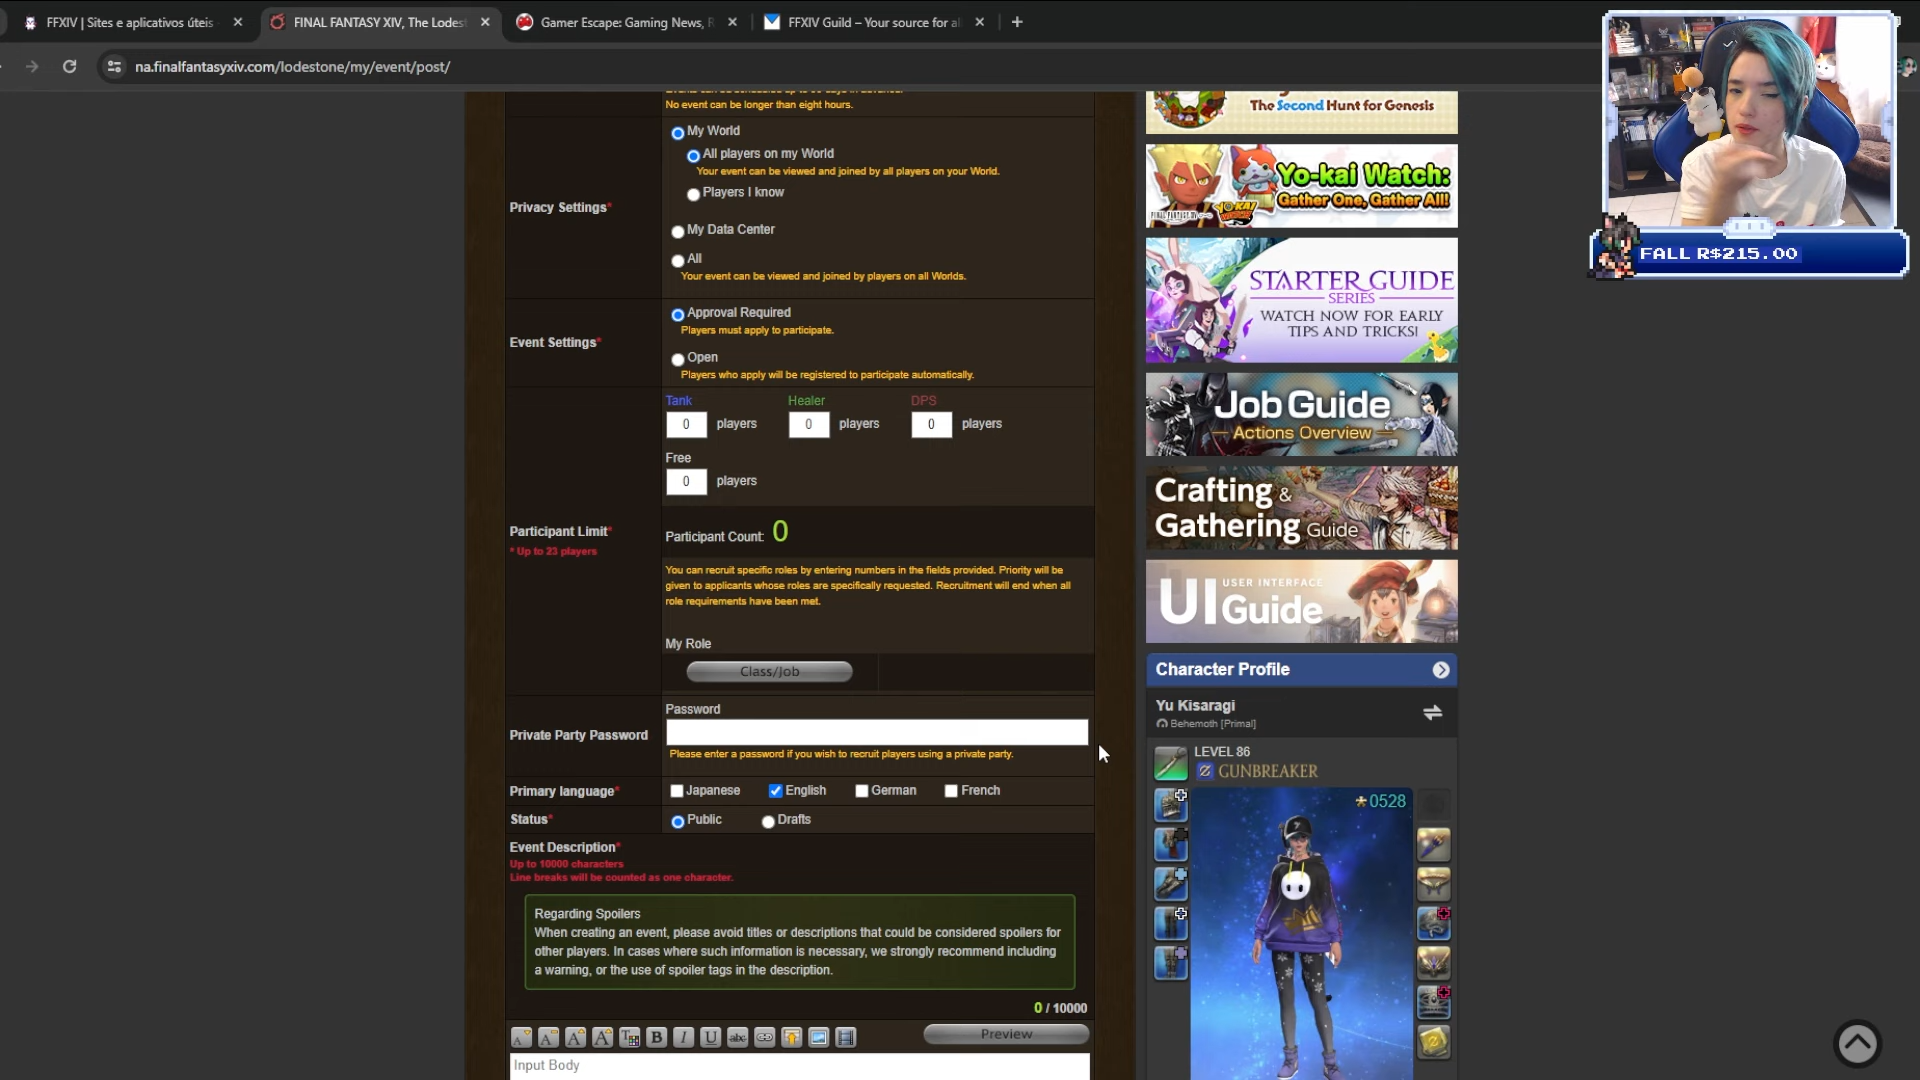 FFXIV | Sites e aplicativos úteis
FINAL FANTASY XIV, The Lodest
Gamer Escape: Gaming News, R
FFXIV Guild – Your source for al
na.finalfantasyxiv.com/lodestone/my/event/post/
No event can be longer than eight hours.
Privacy Settings*
My World
All players on my World
Your event can be viewed and joined by all players on your World.
Players I know
My Data Center
All
Your event can be viewed and joined by players on all Worlds.
Event Settings*
Approval Required
Players must apply to participate.
Open
Players who apply will be registered to participate automatically.
Participant Limit*
* Up to 23 players
Tank Healer DPS
0 players 0 players 0 players
Free
0 players
Participant Count: 0
You can recruit specific roles by entering numbers in the fields provided. Priority will be
given to applicants whose roles are specifically requested. Recruitment will end when all
role requirements have been met.
My Role
Class/Job
Private Party Password
Password
Please enter a password if you wish to recruit players using a private party.
Primary language* Japanese English German French
Status* Public Drafts
Event Description*
Up to 10000 characters
Line breaks will be counted as one character.
Regarding Spoilers
When creating an event, please avoid titles or descriptions that could be considered spoilers for
other players. In cases where such information is necessary, we strongly recommend including
a warning, or the use of spoiler tags in the description.
0 / 10000
B I U abc
Preview
Input Body
The Second Hunt for Genesis
Yo-kai Watch:
Gather One, Gather All!
STARTER GUIDE
SERIES
WATCH NOW FOR EARLY
TIPS AND TRICKS!
Job Guide
Actions Overview
Crafting &
Gathering Guide
UI USER INTERFACE
Guide
Character Profile
Yu Kisaragi
Behemoth [Primal]
LEVEL 86
GUNBREAKER
0528
FALL R$215.00